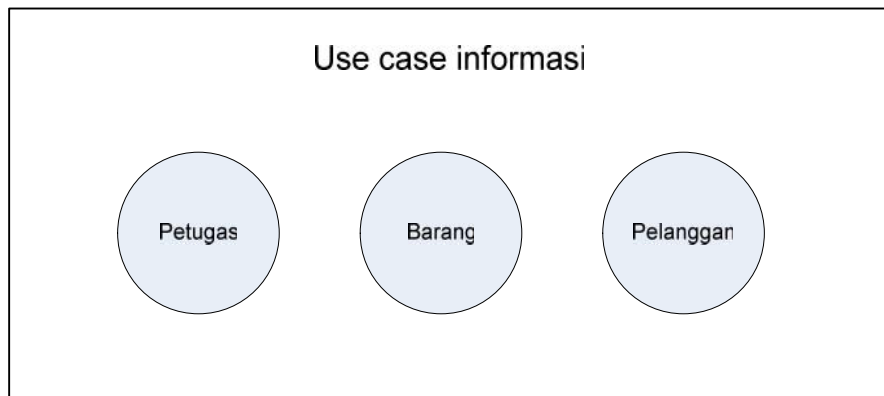 Use case informasi
Petugas
Barang
Pelanggan